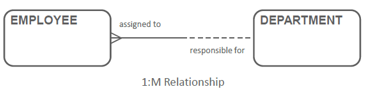 EMPLOYEE
assigned to
DEPARTMENT
responsible for
1:M Relationship